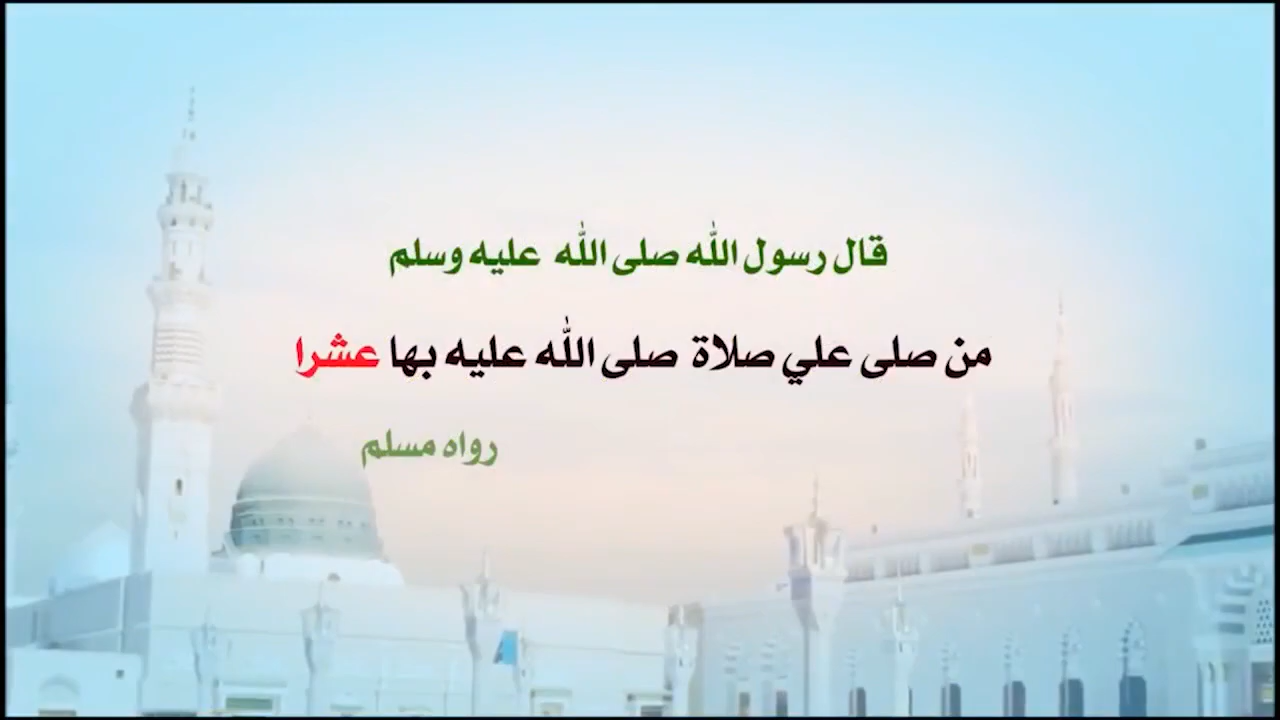 قال رسول الله صلى الله عليه وسلم
من صلى علي صلاة صلى الله عليه بها عشرا
رواه مسلم